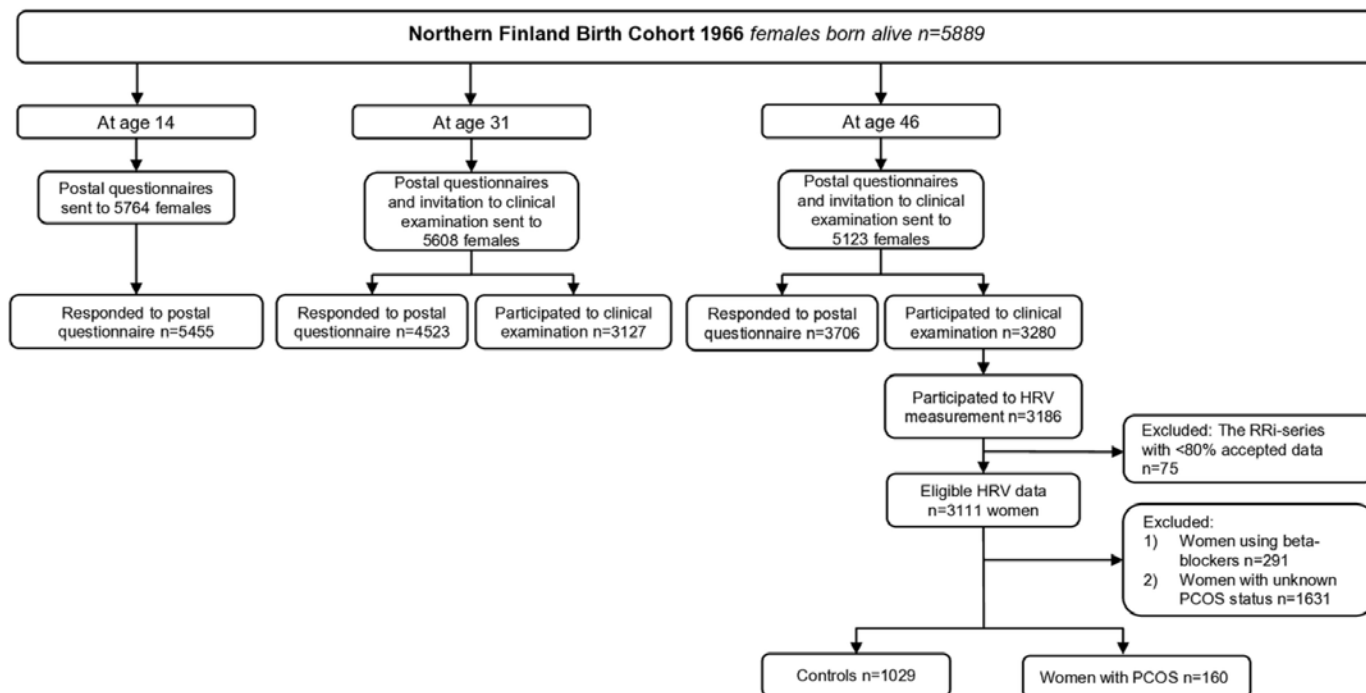 Northern Finland Birth Cohort 1966 females born alive n=5889
At age 14
At age 31
At age 46
Postal questionnaires
sent to 5764 females
Postal questionnaires
and invitation to clinical
examination sent to
5608 females
Postal questionnaires
and invitation to clinical
examination sent to
5123 females
Responded to postal
questionnaire n=5455
Responded to postal
questionnaire n=4523
Participated to clinical
examination n=3127
Responded to postal
questionnaire n=3706
Participated to clinical
examination n=3280
Participated to HRV
measurement n=3186
Excluded: The RRi-series
with <80% accepted data
n=75
Eligible HRV data
n=3111 women
Excluded:
1) Women using beta-
blockers n=291
2) Women with unknown
PCOS status n=1631
Controls n=1029
Women with PCOS n=160